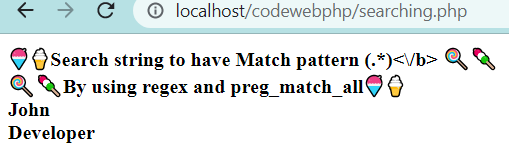 localhost/codewebphp/searching.php
🍧🍦Search string to have Match pattern (.*)<\/b> 🍭🍡
🍭🍡By using regex and preg_match_all🍧🍦
John
Developer